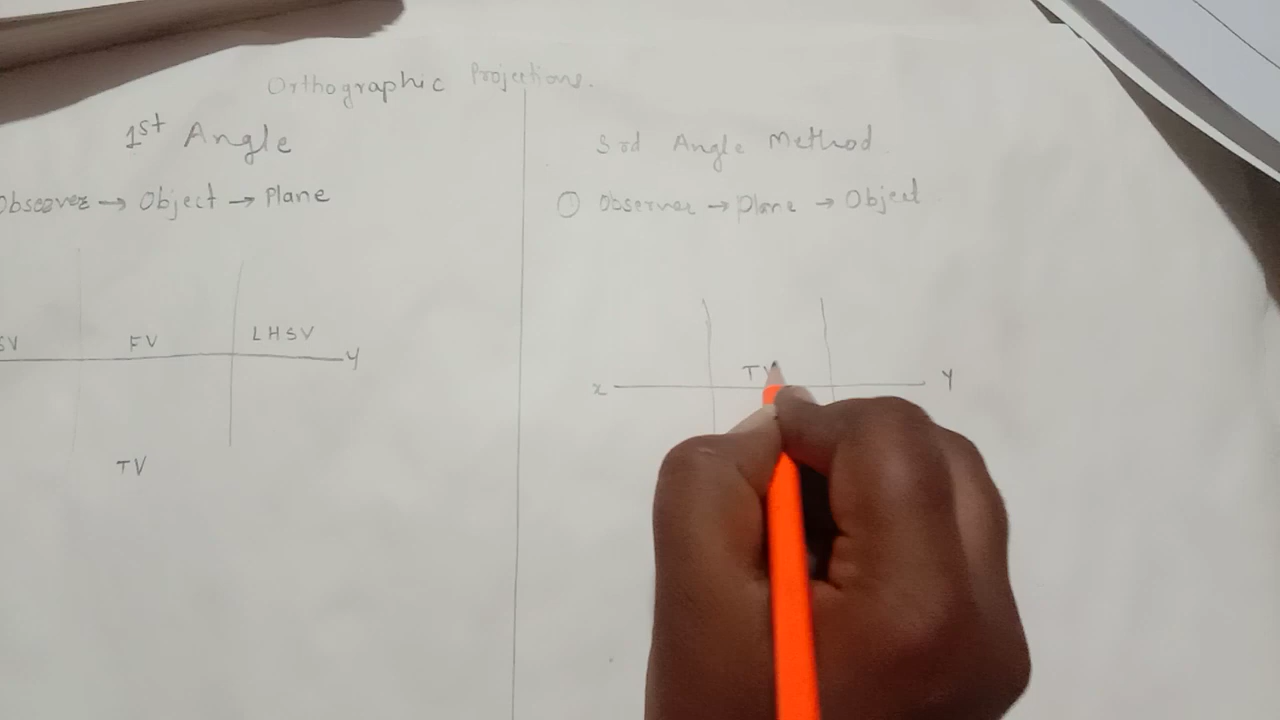 Orthographic Projections.
1st Angle
Observer → Object → Plane
SV FV LHSV
y
TV
3rd Angle Method
① Observer → Plane → Object
TV
x y